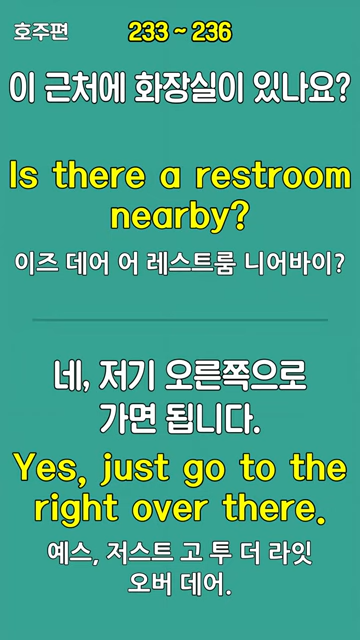 호주편 233 ~ 236
이 근처에 화장실이 있나요?
Is there a restroom
nearby?
이즈 데어 어 레스트룸 니어바이?
네, 저기 오른쪽으로
가면 됩니다.
Yes, just go to the
right over there.
예스, 저스트 고 투 더 라잇
오버 데어.